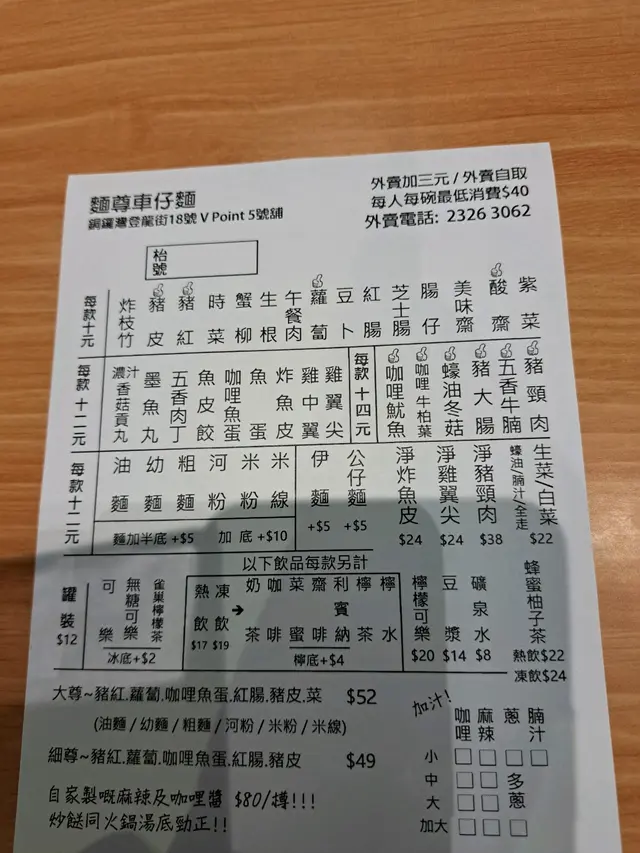 麵尊車仔麵
銅鑼灣登龍街18號 V Point 5號舖
外賣加三元 / 外賣自取
每人每碗最低消費$40
外賣電話: 2326 3062
枱號
每款十元
炸枝竹
豬皮
豬紅
時菜
蟹柳
生根
午餐肉
蘿蔔
豆卜
紅腸
芝士腸
腸仔
美味齋
酸齋
紫菜
每款十二元
濃汁香菇貢丸
墨魚丸
五香肉丁
魚皮餃
咖哩魚蛋
魚蛋
炸魚皮
雞中翼
雞翼尖
每款十四元
咖哩魷魚
咖哩牛柏葉
蠔油冬菇
豬大腸
五香牛腩
豬頸肉
每款十二元
油麵
幼麵
粗麵
河粉
米粉
米線
麵加半底 +$5 加底 +$10
伊麵 +$5
公仔麵 +$5
淨炸魚皮 $24
淨雞翼尖 $24
淨豬頸肉 $38
生菜/白菜 蠔油/腩汁/全走 $22
以下飲品每款另計
罐裝 $12
可樂
無糖可樂
雀巢檸檬茶
冰底 +$2
熱飲 $17
凍飲 $19
➔
奶茶
咖啡
菜蜜
齋啡
利賓納
檸茶
檸水
檸底 +$4
檸檬可樂 $20
豆漿 $14
礦泉水 $8
蜂蜜柚子茶
熱飲$22
凍飲$24
大尊~豬紅.蘿蔔.咖哩魚蛋.紅腸.豬皮.菜 $52
(油麵 / 幼麵 / 粗麵 / 河粉 / 米粉 / 米線)
細尊~豬紅.蘿蔔.咖哩魚蛋.紅腸.豬皮 $49
自家製嘅麻辣及咖哩醬 $80/樽!!!
炒餸同火鍋湯底勁正!!
加汁!
咖哩 麻辣 蔥 腩汁
小 □ □ □ □
中 □ □ 多蔥
大 □ □
加大 □ □ □